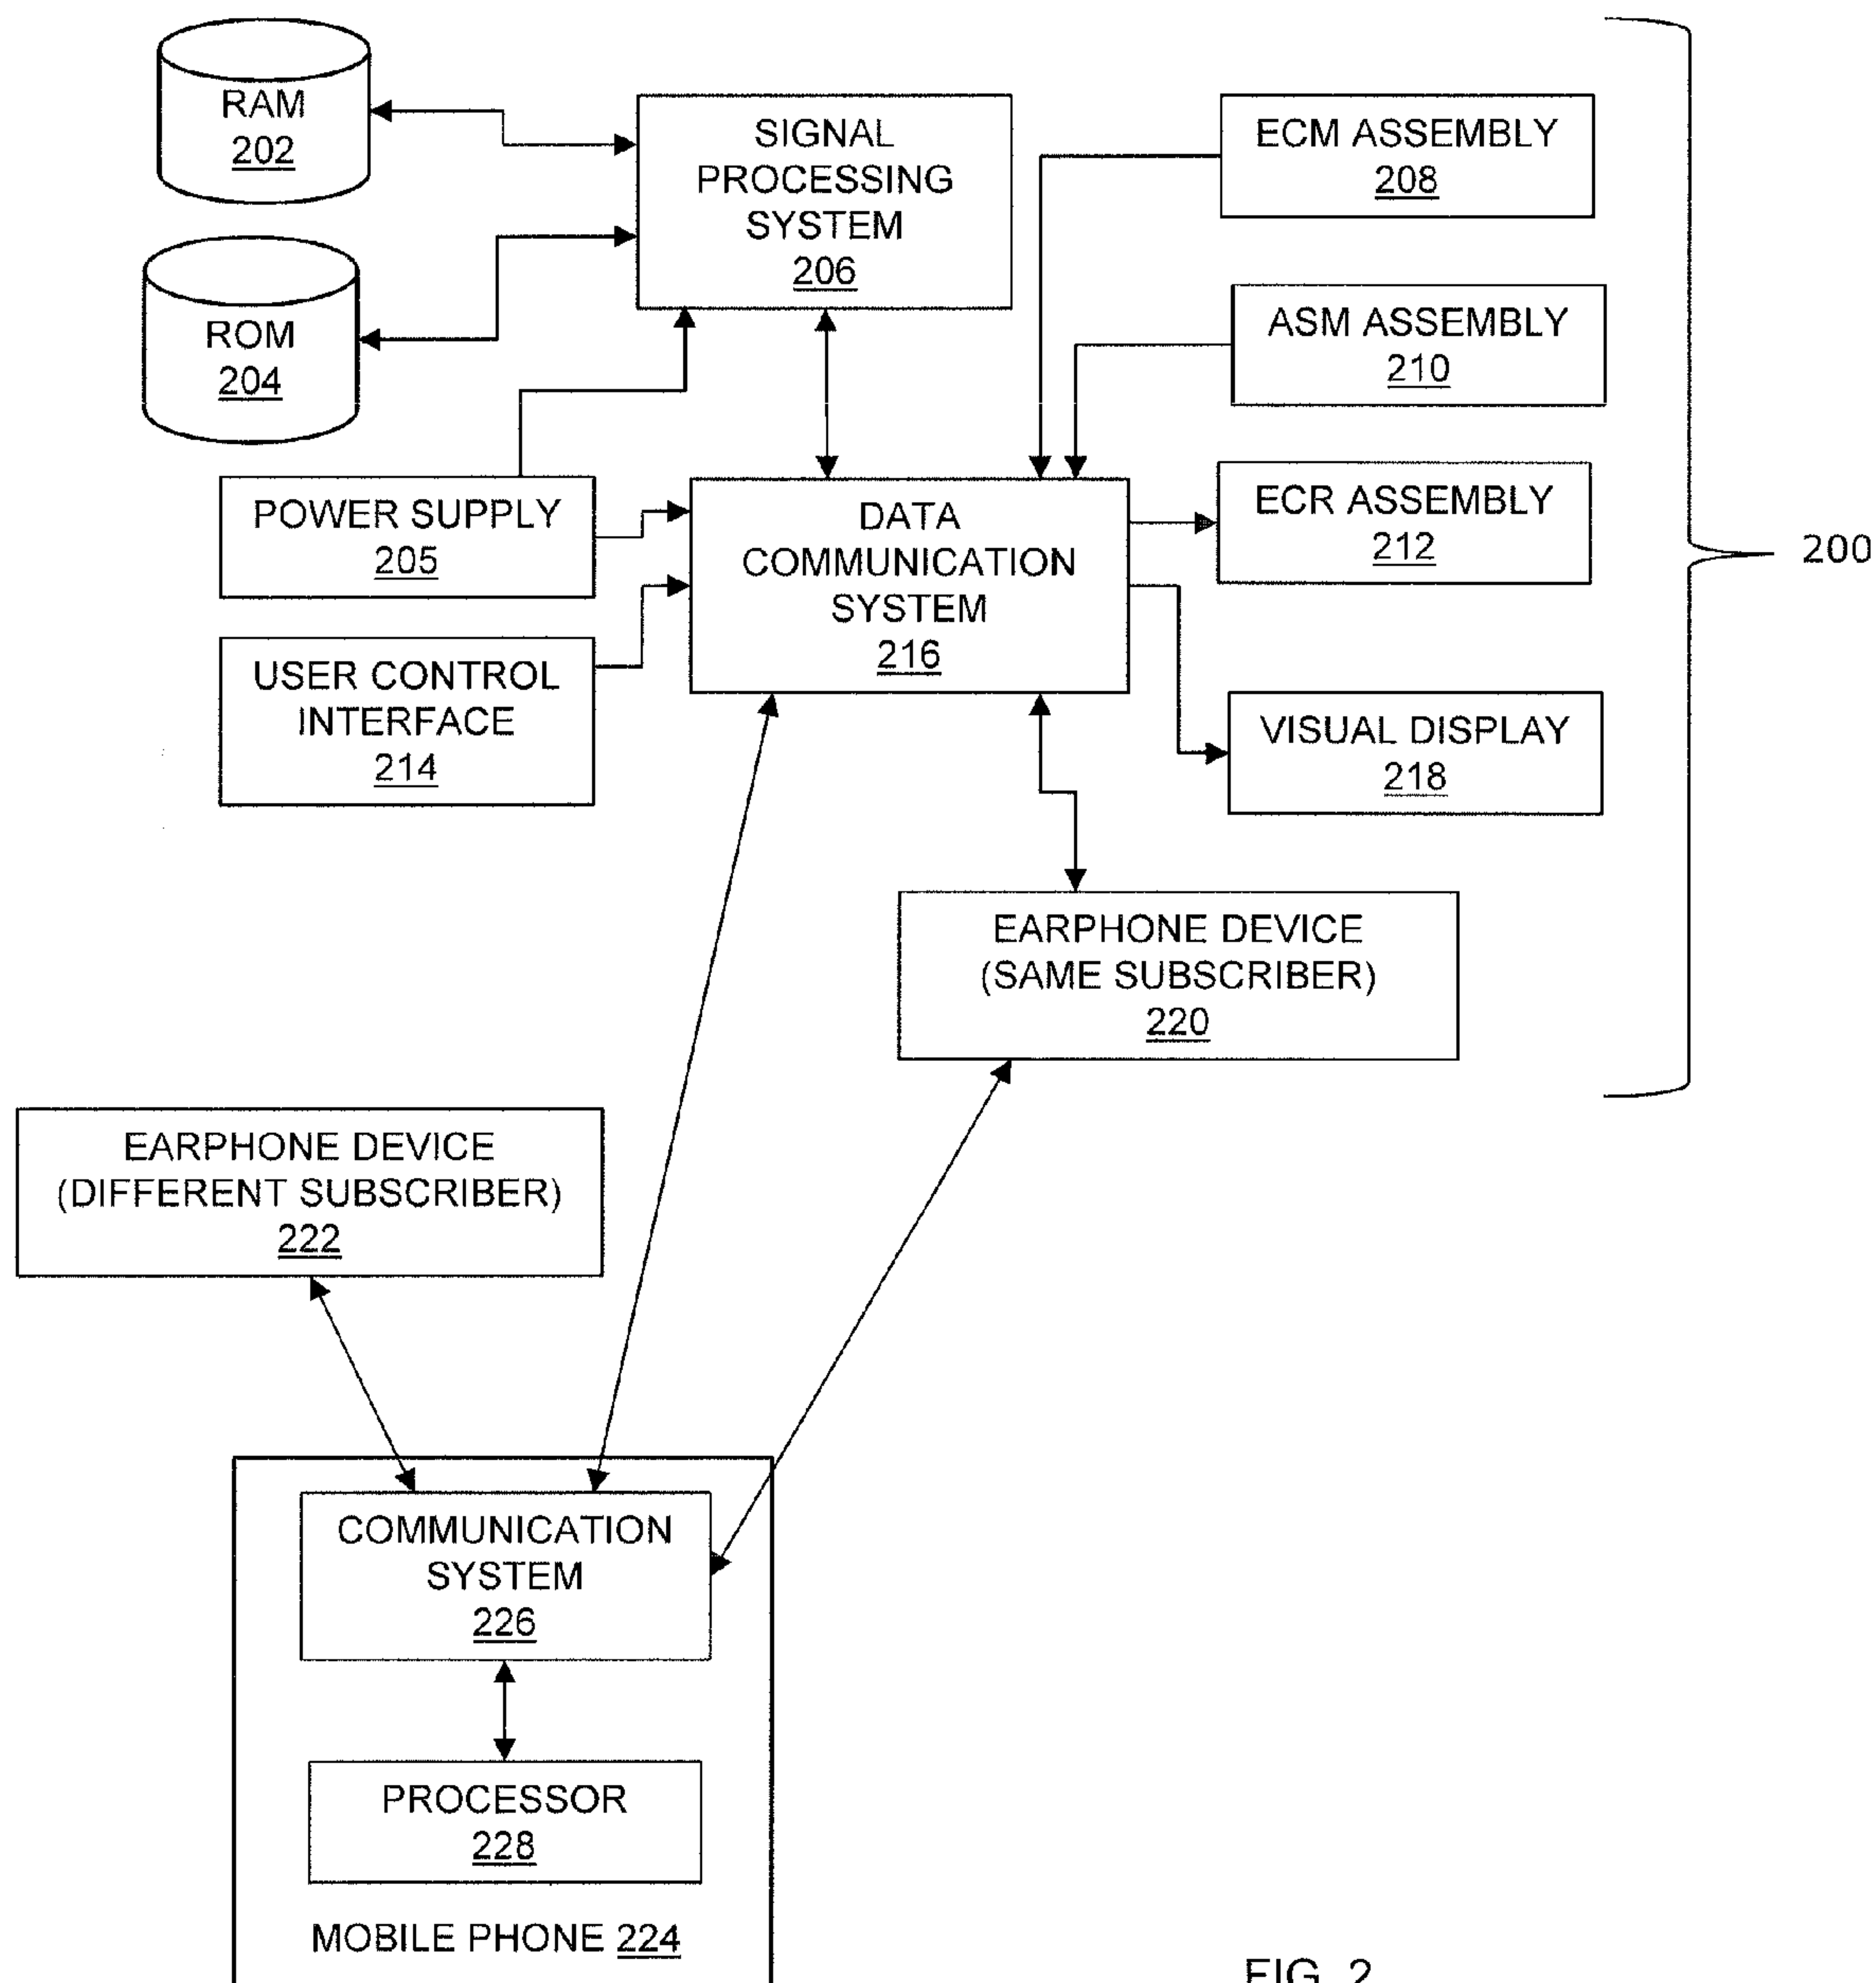 RAM
202
SIGNAL
PROCESSING
SYSTEM
206
ECM ASSEMBLY
208
ROM
204
ASM ASSEMBLY
210
POWER SUPPLY
205
DATA
COMMUNICATION
SYSTEM
216
ECR ASSEMBLY
212
200
USER CONTROL
INTERFACE
214
VISUAL DISPLAY
218
EARPHONE DEVICE
(SAME SUBSCRIBER)
220
EARPHONE DEVICE
(DIFFERENT SUBSCRIBER)
222
COMMUNICATION
SYSTEM
226
PROCESSOR
228
MOBILE PHONE 224
FIG. 2